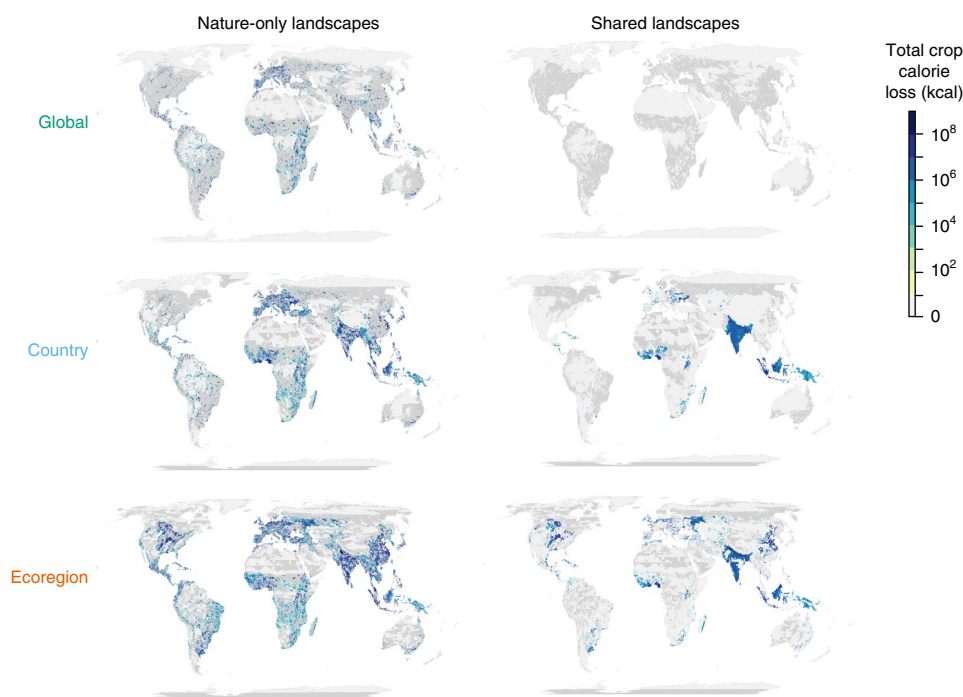 Nature-only landscapes
Shared landscapes
Total crop
calorie
loss (kcal)
10⁸
10⁶
10⁴
10²
0
Global
Country
Ecoregion